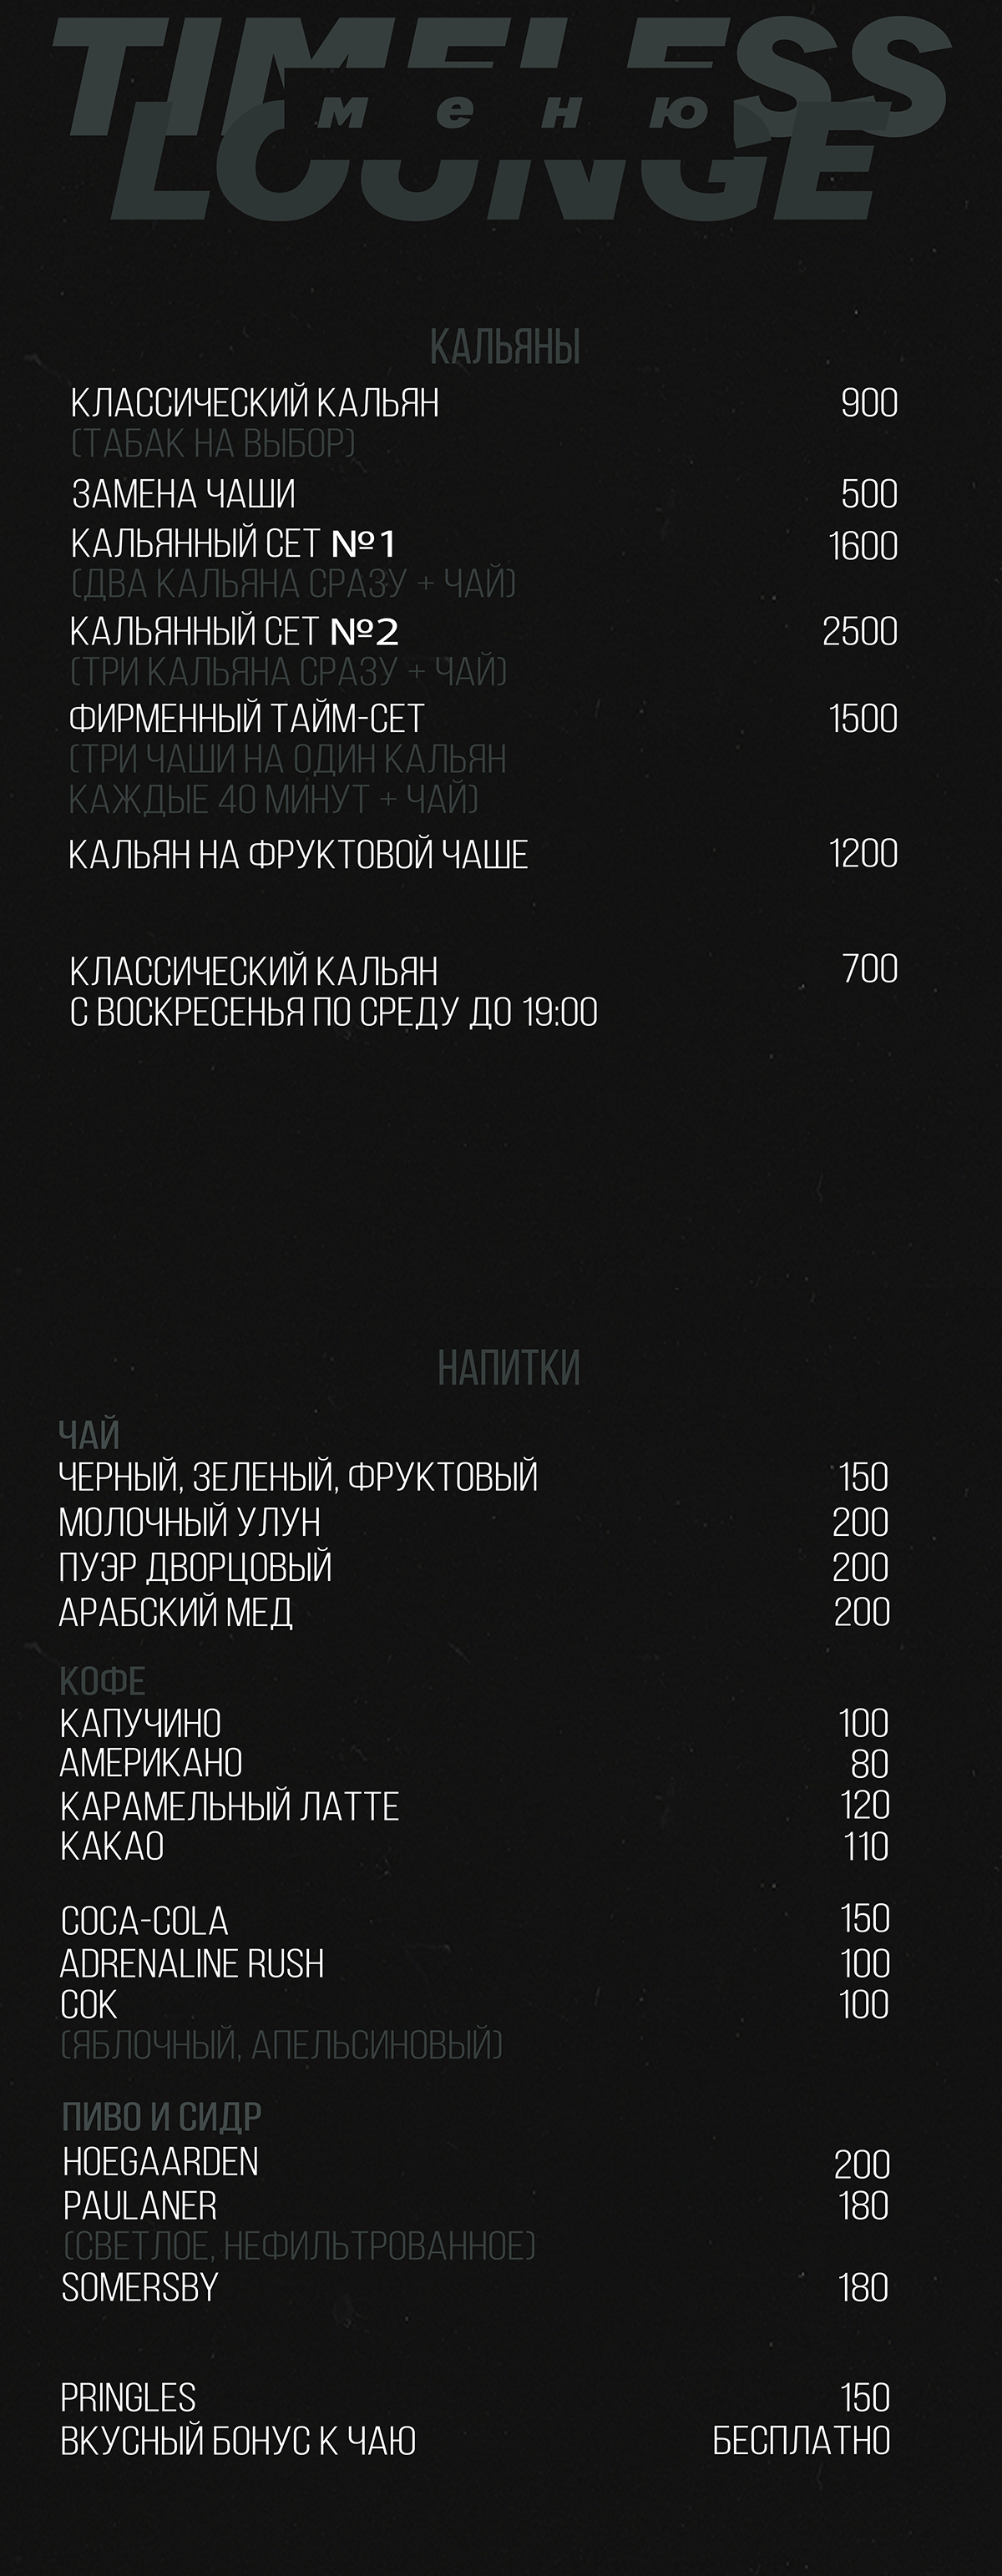 TIMELESS
меню
LOUNGE
КАЛЬЯНЫ
КЛАССИЧЕСКИЙ КАЛЬЯН 900
(ТАБАК НА ВЫБОР)
ЗАМЕНА ЧАШИ 500
КАЛЬЯННЫЙ СЕТ №1 1600
(ДВА КАЛЬЯНА СРАЗУ + ЧАЙ)
КАЛЬЯННЫЙ СЕТ №2 2500
(ТРИ КАЛЬЯНА СРАЗУ + ЧАЙ)
ФИРМЕННЫЙ ТАЙМ-СЕТ 1500
(ТРИ ЧАШИ НА ОДИН КАЛЬЯН
КАЖДЫЕ 40 МИНУТ + ЧАЙ)
КАЛЬЯН НА ФРУКТОВОЙ ЧАШЕ 1200
КЛАССИЧЕСКИЙ КАЛЬЯН 700
С ВОСКРЕСЕНЬЯ ПО СРЕДУ ДО 19:00
НАПИТКИ
ЧАЙ
ЧЕРНЫЙ, ЗЕЛЕНЫЙ, ФРУКТОВЫЙ 150
МОЛОЧНЫЙ УЛУН 200
ПУЭР ДВОРЦОВЫЙ 200
АРАБСКИЙ МЕД 200
КОФЕ
КАПУЧИНО 100
АМЕРИКАНО 80
КАРАМЕЛЬНЫЙ ЛАТТЕ 120
КАКАО 110
COCA-COLA 150
ADRENALINE RUSH 100
СОК 100
(ЯБЛОЧНЫЙ, АПЕЛЬСИНОВЫЙ)
ПИВО И СИДР
HOEGAARDEN 200
PAULANER 180
(СВЕТЛОЕ, НЕФИЛЬТРОВАННОЕ)
SOMERSBY 180
PRINGLES 150
ВКУСНЫЙ БОНУС К ЧАЮ БЕСПЛАТНО